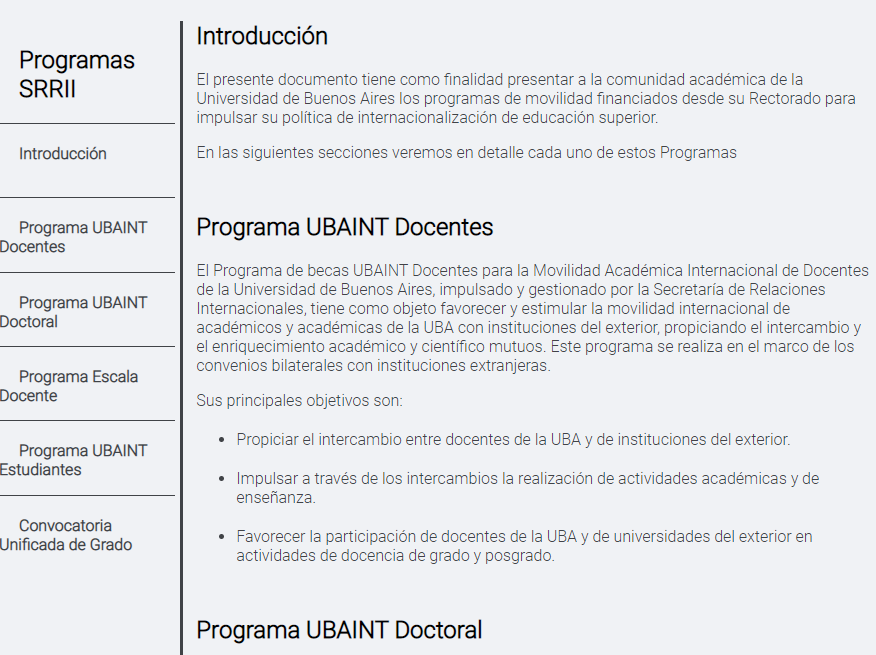 Programas
SRRII
Introducción
Programa UBAINT
Docentes
Programa UBAINT
Doctoral
Programa Escala
Docente
Programa UBAINT
Estudiantes
Convocatoria
Unificada de Grado
Introducción
El presente documento tiene como finalidad presentar a la comunidad académica de la
Universidad de Buenos Aires los programas de movilidad financiados desde su Rectorado para
impulsar su política de internacionalización de educación superior.
En las siguientes secciones veremos en detalle cada uno de estos Programas
Programa UBAINT Docentes
El Programa de becas UBAINT Docentes para la Movilidad Académica Internacional de Docentes
de la Universidad de Buenos Aires, impulsado y gestionado por la Secretaría de Relaciones
Internacionales, tiene como objeto favorecer y estimular la movilidad internacional de
académicos y académicas de la UBA con instituciones del exterior, propiciando el intercambio y
el enriquecimiento académico y científico mutuos. Este programa se realiza en el marco de los
convenios bilaterales con instituciones extranjeras.
Sus principales objetivos son:
• Propiciar el intercambio entre docentes de la UBA y de instituciones del exterior.
• Impulsar a través de los intercambios la realización de actividades académicas y de
enseñanza.
• Favorecer la participación de docentes de la UBA y de universidades del exterior en
actividades de docencia de grado y posgrado.
Programa UBAINT Doctoral